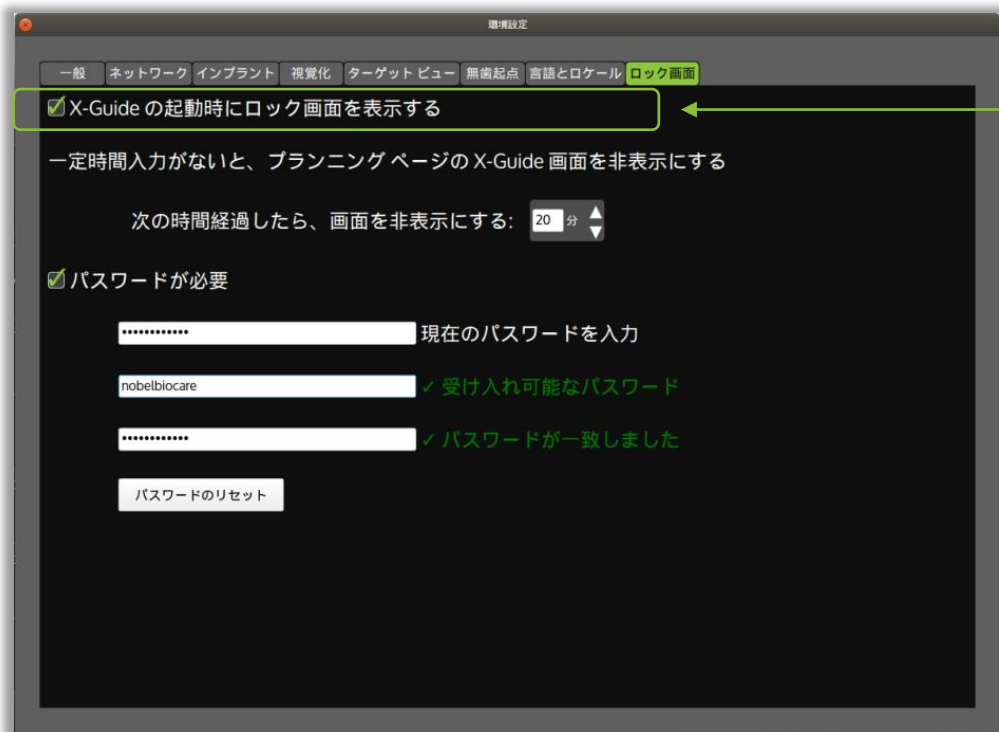 環境設定
一般 ネットワーク インプラント 視覚化 ターゲット ビュー 無歯起点 言語とロケール ロック画面
X-Guide の起動時にロック画面を表示する
一定時間入力がないと、プランニング ページの X-Guide 画面を非表示にする
次の時間経過したら、画面を非表示にする: 20 分
パスワードが必要
•••••••••••• 現在のパスワードを入力
nobelbiocare ✓ 受け入れ可能なパスワード
•••••••••••• ✓ パスワードが一致しました
パスワードのリセット